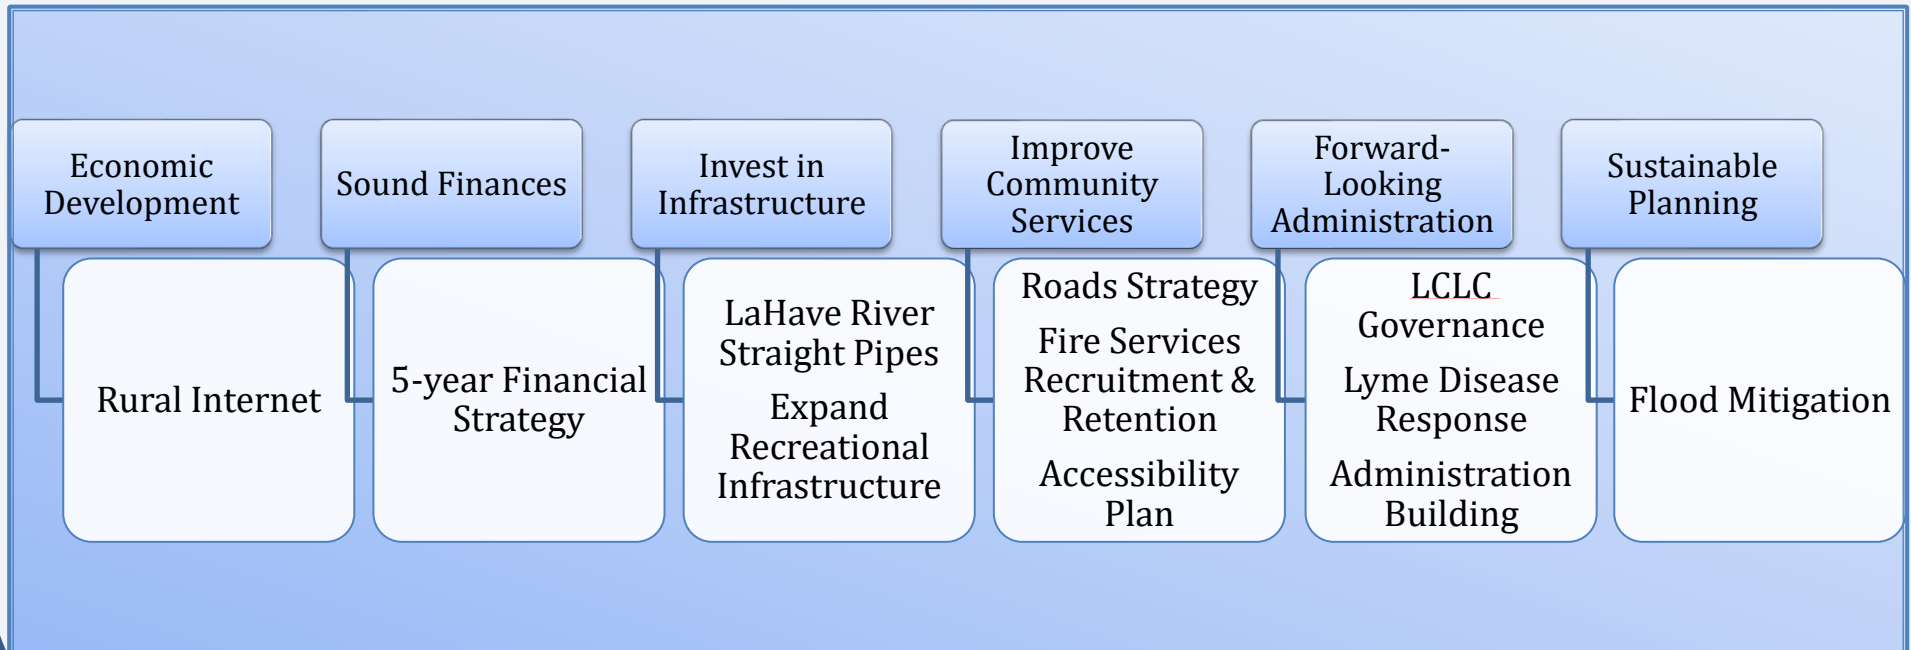 Economic
Development
Rural Internet
Sound Finances
5-year Financial
Strategy
Invest in
Infrastructure
LaHave River
Straight Pipes
Expand
Recreational
Infrastructure
Improve
Community
Services
Roads Strategy
Fire Services
Recruitment &
Retention
Accessibility
Plan
Forward-
Looking
Administration
LCLC
Governance
Lyme Disease
Response
Administration
Building
Sustainable
Planning
Flood Mitigation